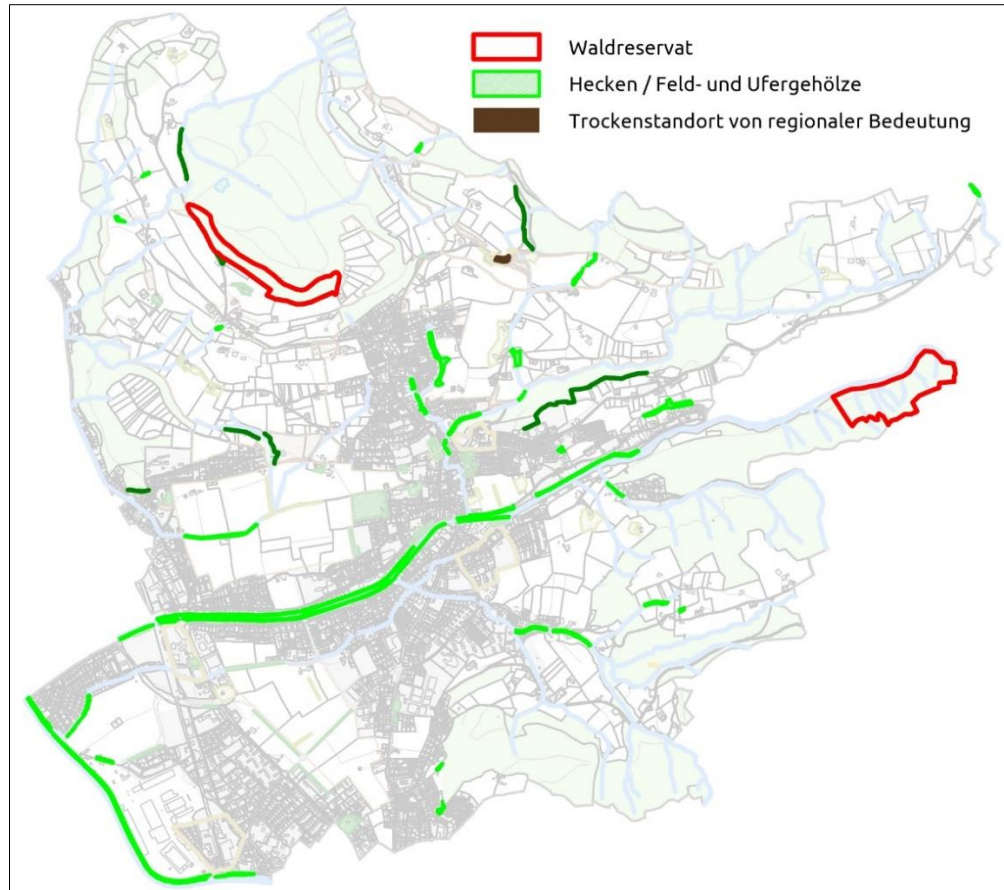 Waldreservat
Hecken / Feld- und Ufergehölze
Trockenstandort von regionaler Bedeutung